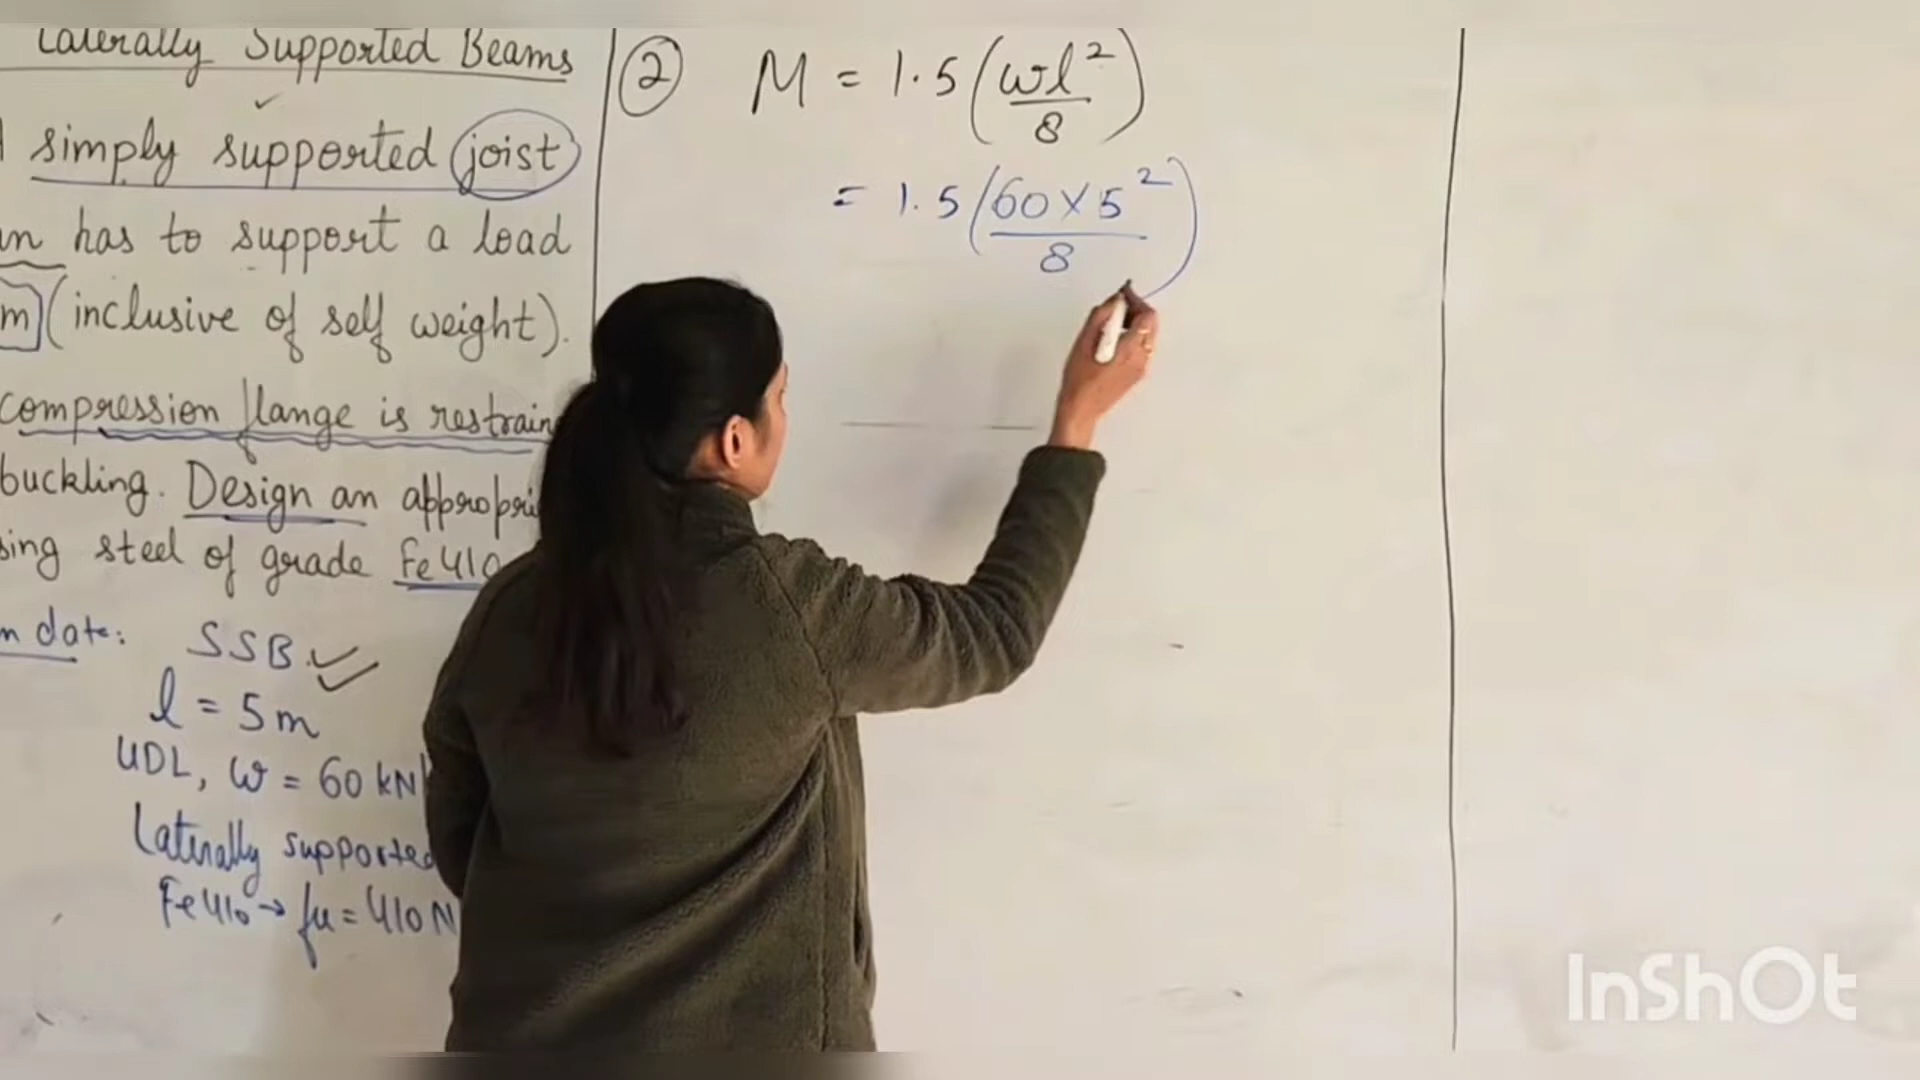 Laterally Supported Beams
simply supported joist
has to support a load
m (inclusive of self weight).
compression flange is restrain
buckling. Design an appropri
sing steel of grade Fe410
date:
SSB
l = 5m
UDL, w = 60 kN
Laterally supported
Fe410 → fu = 410 N
② M = 1.5 (wl²/8)
= 1.5 (60×5²/8)
InShOt